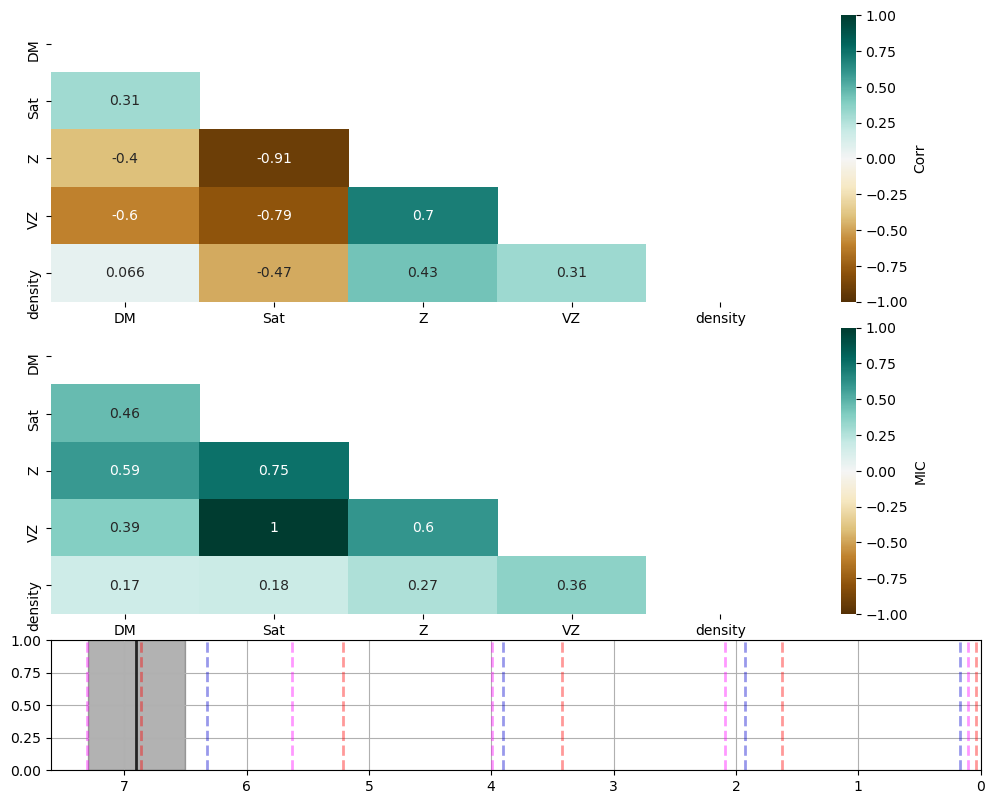 DM
Sat
0.31
Z
-0.4 -0.91
VZ
-0.6 -0.79 0.7
density
0.066 -0.47 0.43 0.31
DM Sat Z VZ density
1.00
0.75
0.50
0.25
0.00
−0.25
−0.50
−0.75
−1.00
Corr
DM
Sat
0.46
Z
0.59 0.75
VZ
0.39 1 0.6
density
0.17 0.18 0.27 0.36
DM Sat Z VZ density
1.00
0.75
0.50
0.25
0.00
−0.25
−0.50
−0.75
−1.00
MIC
1.00
0.75
0.50
0.25
0.00
7 6 5 4 3 2 1 0